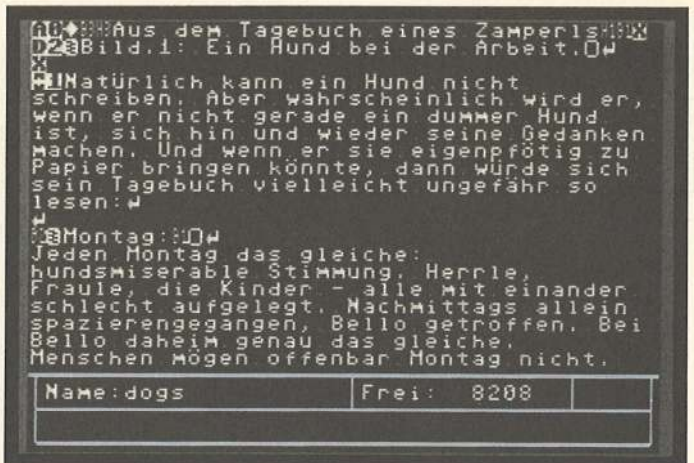 Aus dem Tagebuch eines Zamperls
Bild.1: Ein Hund bei der Arbeit.
Natürlich kann ein Hund nicht
schreiben. Aber wahrscheinlich wird er,
wenn er nicht gerade ein dummer Hund
ist, sich hin und wieder seine Gedanken
machen. Und wenn er sie eigenpfötig zu
Papier bringen könnte, dann würde sich
sein Tagebuch vielleicht ungefähr so
lesen:
Montag:
Jeden Montag das gleiche:
hundsmiserable Stimmung. Herrle,
Fraule, die Kinder - alle mit einander
schlecht aufgelegt. Nachmittags allein
spazierengegangen, Bello getroffen. Bei
Bello daheim genau das gleiche.
Menschen mögen offenbar Montag nicht.
Name:dogs Frei: 8208